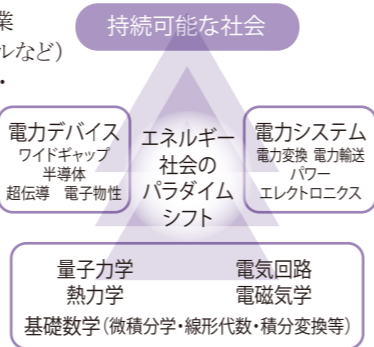 業
持続可能な社会
ルなど)
・
電力デバイス
ワイドギャップ
半導体
超伝導 電子物性
エネルギー
社会の
パラダイム
シフト
電力システム
電力変換 電力輸送
パワー
エレクトロニクス
量子力学 電気回路
熱力学 電磁気学
基礎数学(微積分学・線形代数・積分変換等)